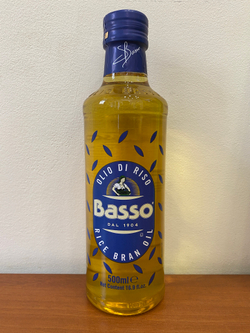 OLIO DI RISO
Basso
DAL 1904
RICE BRAN OIL
500ml e